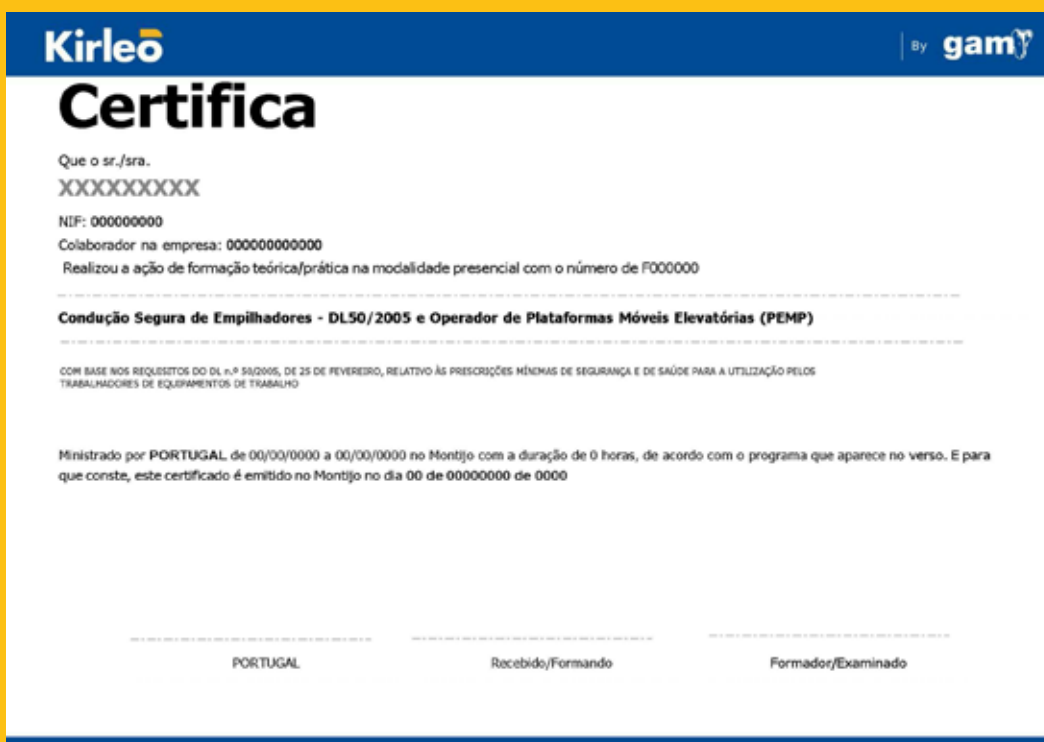 Kirleō
By gam
Certifica
Que o sr./sra.
XXXXXXXXX
NIF: 000000000
Colaborador na empresa: 000000000000
Realizou a ação de formação teórica/prática na modalidade presencial com o número de F000000
Condução Segura de Empilhadores - DL50/2005 e Operador de Plataformas Móveis Elevatórias (PEMP)
COM BASE NOS REQUISITOS DO DL n.º 50/2005, DE 25 DE FEVEREIRO, RELATIVO ÀS PRESCRIÇÕES MÍNIMAS DE SEGURANÇA E DE SAÚDE PARA A UTILIZAÇÃO PELOS
TRABALHADORES DE EQUIPAMENTOS DE TRABALHO
Ministrado por PORTUGAL de 00/00/0000 a 00/00/0000 no Montijo com a duração de 0 horas, de acordo com o programa que aparece no verso. E para
que conste, este certificado é emitido no Montijo no dia 00 de 00000000 de 0000
PORTUGAL
Recebido/Formando
Formador/Examinado